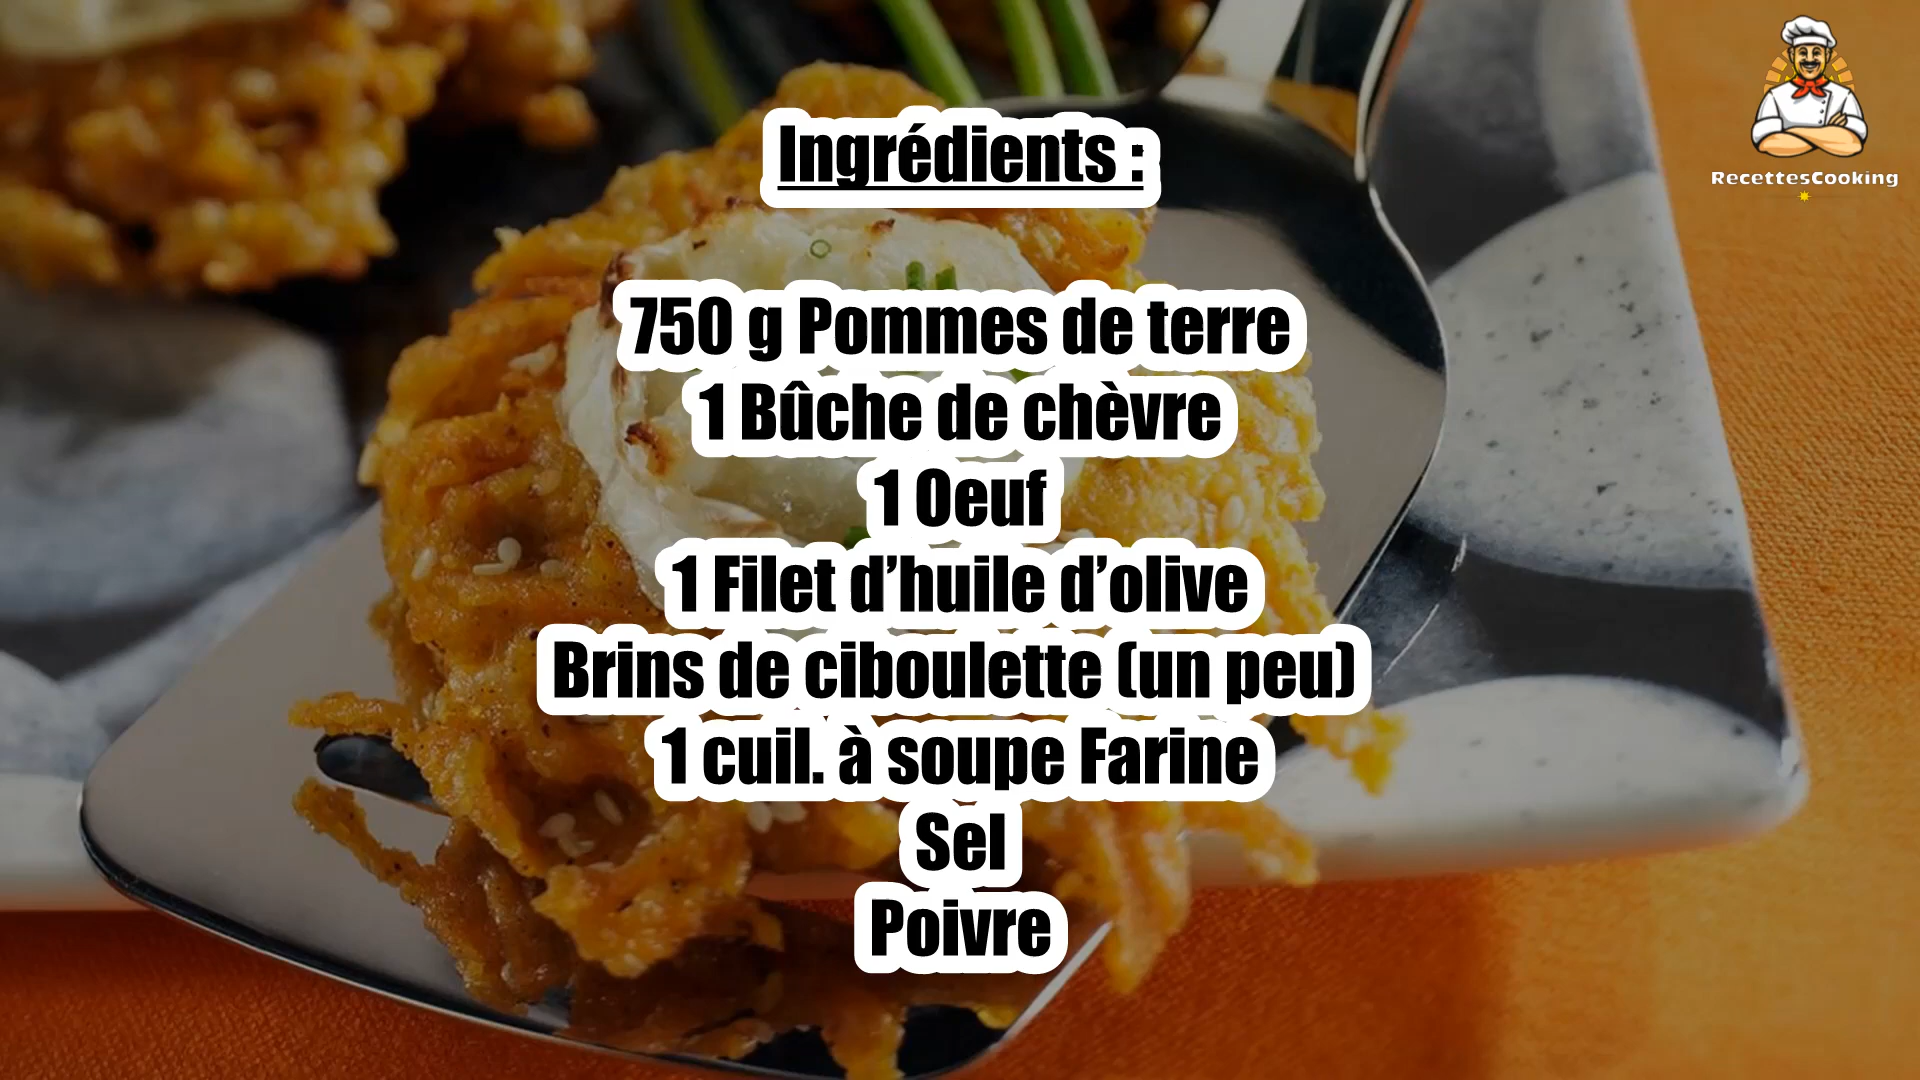 RecettesCooking
Ingrédients :
750 g Pommes de terre
1 Bûche de chèvre
1 Oeuf
1 Filet d’huile d’olive
Brins de ciboulette (un peu)
1 cuil. à soupe Farine
Sel
Poivre